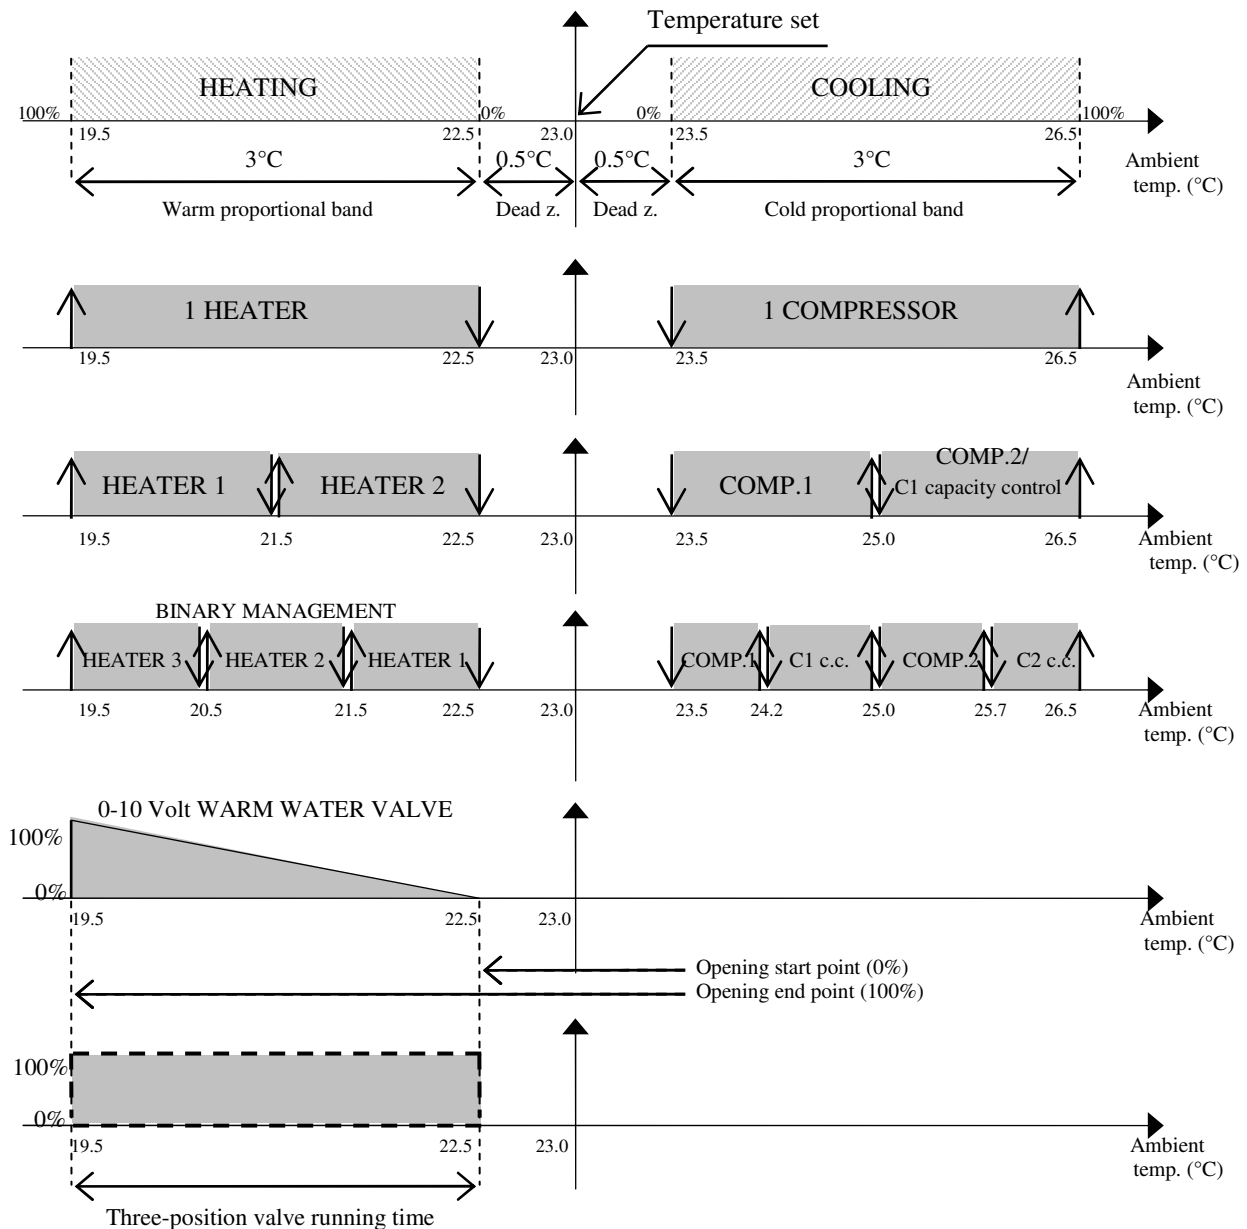 Temperature set
HEATING
COOLING
100%
0%
0%
100%
19.5
22.5
23.0
23.5
26.5
3°C
0.5°C
0.5°C
3°C
Ambient
temp. (°C)
Warm proportional band
Dead z.
Dead z.
Cold proportional band
1 HEATER
1 COMPRESSOR
19.5
22.5
23.0
23.5
26.5
Ambient
temp. (°C)
HEATER 1
HEATER 2
COMP.1
COMP.2/
C1 capacity control
19.5
21.5
22.5
23.0
23.5
25.0
26.5
Ambient
temp. (°C)
BINARY MANAGEMENT
HEATER 3
HEATER 2
HEATER 1
COMP.1
C1 c.c.
COMP.2
C2 c.c.
19.5
20.5
21.5
22.5
23.0
23.5
24.2
25.0
25.7
26.5
Ambient
temp. (°C)
0-10 Volt WARM WATER VALVE
100%
0%
19.5
22.5
23.0
Ambient
temp. (°C)
Opening start point (0%)
Opening end point (100%)
100%
0%
19.5
22.5
23.0
Ambient
temp. (°C)
Three-position valve running time